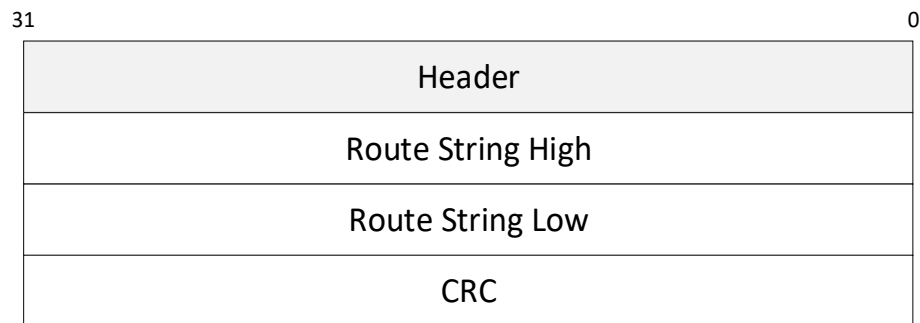 31 0
Header
Route String High
Route String Low
CRC